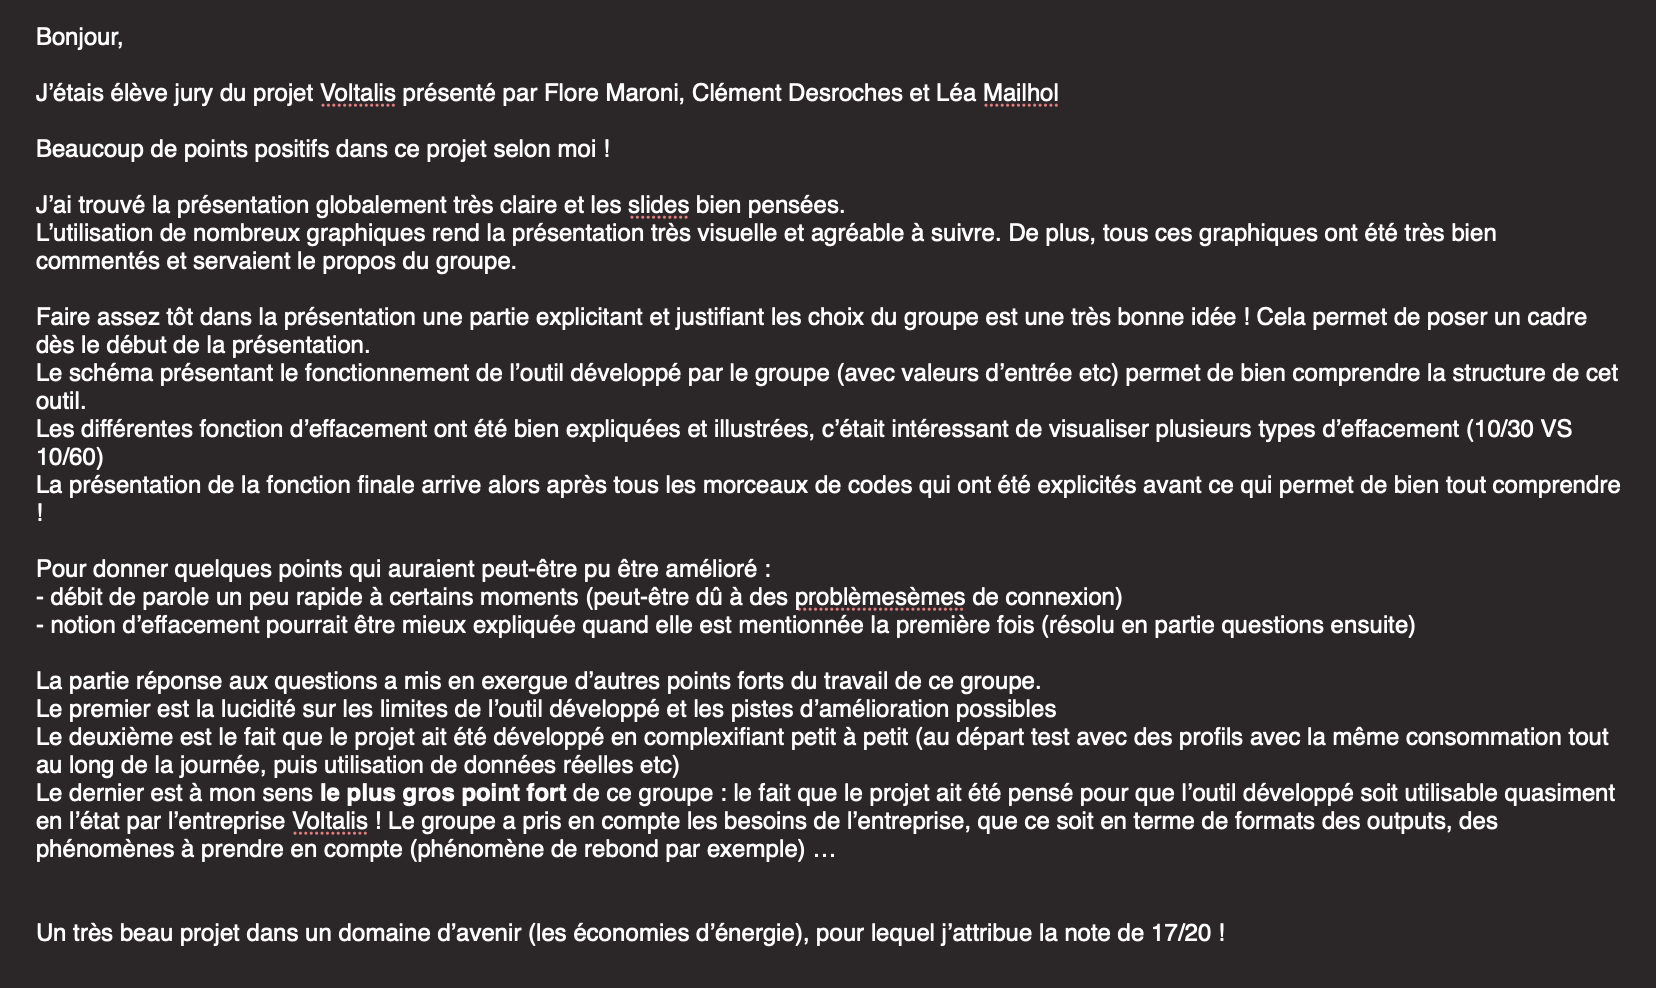 Bonjour,
J’étais élève jury du projet Voltalis présenté par Flore Maroni, Clément Desroches et Léa Mailhol
Beaucoup de points positifs dans ce projet selon moi !
J’ai trouvé la présentation globalement très claire et les slides bien pensées.
L’utilisation de nombreux graphiques rend la présentation très visuelle et agréable à suivre. De plus, tous ces graphiques ont été très bien
commentés et servaient le propos du groupe.
Faire assez tôt dans la présentation une partie explicitant et justifiant les choix du groupe est une très bonne idée ! Cela permet de poser un cadre
dès le début de la présentation.
Le schéma présentant le fonctionnement de l’outil développé par le groupe (avec valeurs d’entrée etc) permet de bien comprendre la structure de cet
outil.
Les différentes fonction d’effacement ont été bien expliquées et illustrées, c’était intéressant de visualiser plusieurs types d’effacement (10/30 VS
10/60)
La présentation de la fonction finale arrive alors après tous les morceaux de codes qui ont été explicités avant ce qui permet de bien tout comprendre
!
Pour donner quelques points qui auraient peut-être pu être amélioré :
- débit de parole un peu rapide à certains moments (peut-être dû à des problèmesèmes de connexion)
- notion d’effacement pourrait être mieux expliquée quand elle est mentionnée la première fois (résolu en partie questions ensuite)
La partie réponse aux questions a mis en exergue d’autres points forts du travail de ce groupe.
Le premier est la lucidité sur les limites de l’outil développé et les pistes d’amélioration possibles
Le deuxième est le fait que le projet ait été développé en complexifiant petit à petit (au départ test avec des profils avec la même consommation tout
au long de la journée, puis utilisation de données réelles etc)
Le dernier est à mon sens le plus gros point fort de ce groupe : le fait que le projet ait été pensé pour que l’outil développé soit utilisable quasiment
en l’état par l’entreprise Voltalis ! Le groupe a pris en compte les besoins de l’entreprise, que ce soit en terme de formats des outputs, des
phénomènes à prendre en compte (phénomène de rebond par exemple) …
Un très beau projet dans un domaine d’avenir (les économies d’énergie), pour lequel j’attribue la note de 17/20 !